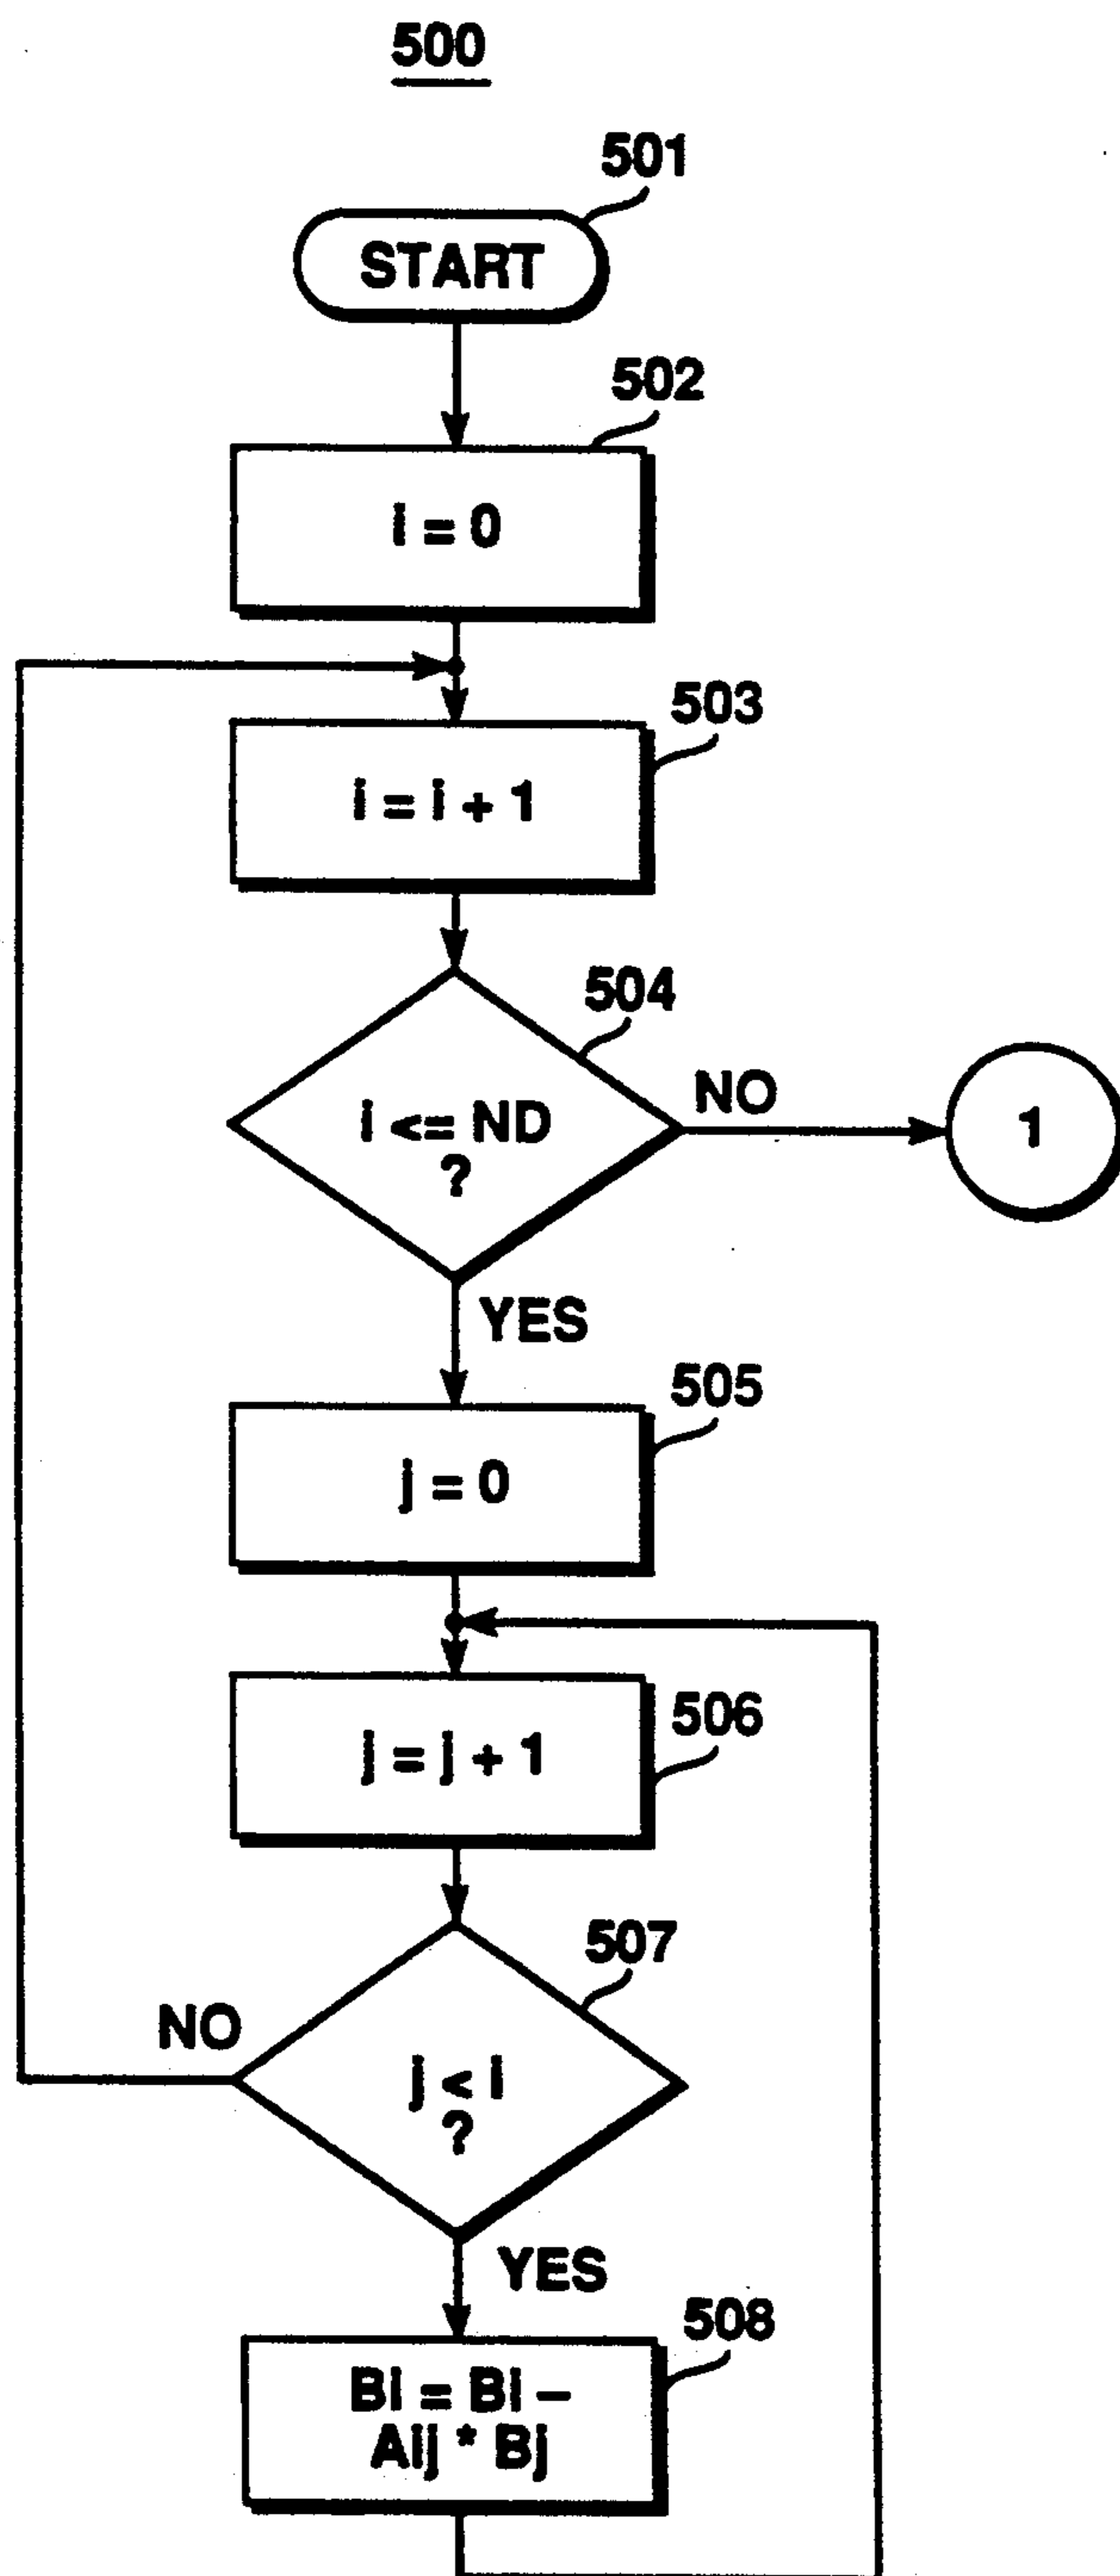 500
501
START
502
i = 0
503
i = i + 1
504
i <= ND
?
NO
1
YES
505
j = 0
506
j = j + 1
507
NO
j < i
?
YES
508
Bi = Bi –
Aij * Bj